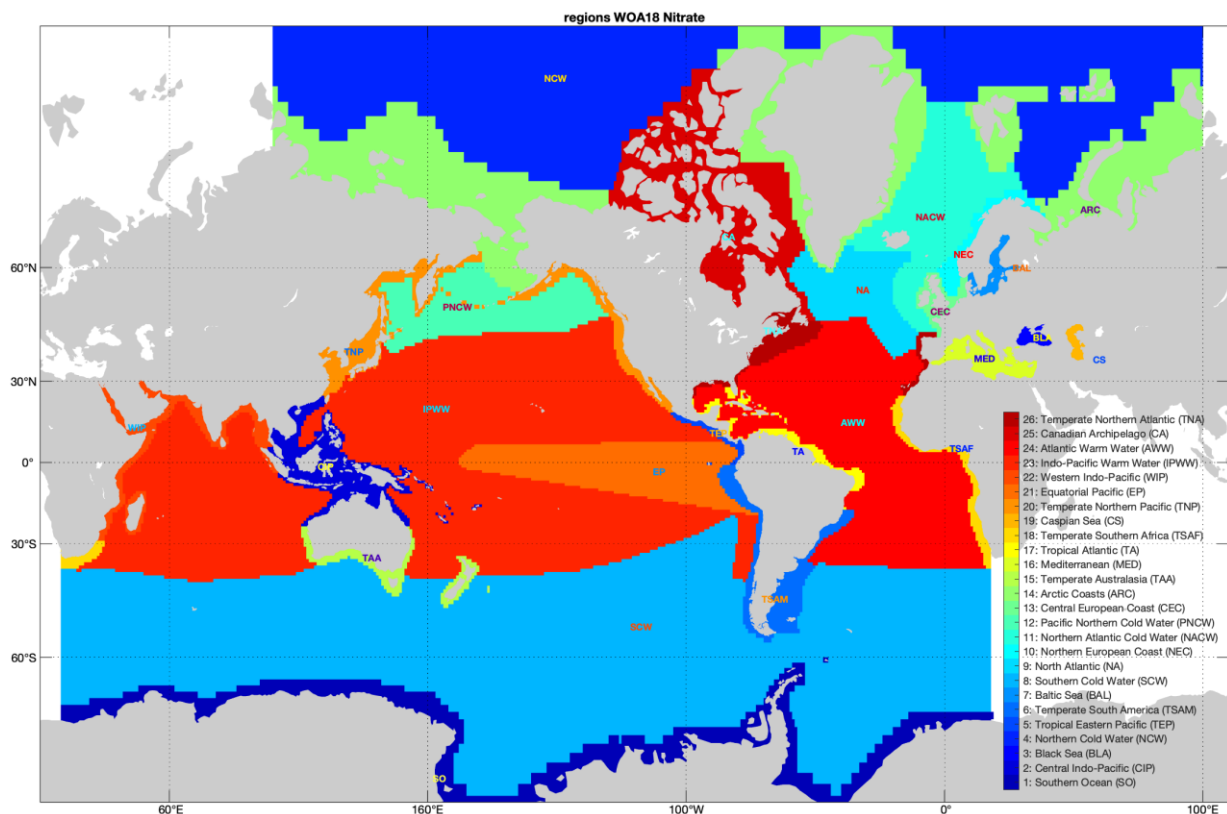 regions WOA18 Nitrate
NCW
ARC
NACW
NEC
BAL
60°N
NA
PNCW
CEC
TNP
BLA
MED
CS
30°N
IPWW
AWW
WIP
TEP
TSAF
TA
CIP
0°
EP
30°S
TAA
TSAM
SCW
60°S
SO
26: Temperate Northern Atlantic (TNA)
25: Canadian Archipelago (CA)
24: Atlantic Warm Water (AWW)
23: Indo-Pacific Warm Water (IPWW)
22: Western Indo-Pacific (WIP)
21: Equatorial Pacific (EP)
20: Temperate Northern Pacific (TNP)
19: Caspian Sea (CS)
18: Temperate Southern Africa (TSAF)
17: Tropical Atlantic (TA)
16: Mediterranean (MED)
15: Temperate Australasia (TAA)
14: Arctic Coasts (ARC)
13: Central European Coast (CEC)
12: Pacific Northern Cold Water (PNCW)
11: Northern Atlantic Cold Water (NACW)
10: Northern European Coast (NEC)
9: North Atlantic (NA)
8: Southern Cold Water (SCW)
7: Baltic Sea (BAL)
6: Temperate South America (TSAM)
5: Tropical Eastern Pacific (TEP)
4: Northern Cold Water (NCW)
3: Black Sea (BLA)
2: Central Indo-Pacific (CIP)
1: Southern Ocean (SO)
60°E
160°E
100°W
0°
100°E